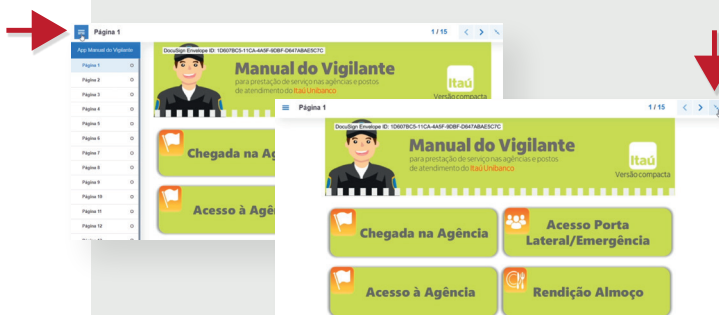 Página 1
1 / 15
App Manual do Vigilante
Página 1
Página 2
Página 3
Página 4
Página 5
Página 6
Página 7
Página 8
Página 9
Página 10
Página 11
Página 12
DocuSign Envelope ID: 1D607BC5-11CA-4A5F-9DBF-D647ABAE5C7C
Manual do Vigilante
para prestação de serviço nas agências e postos
de atendimento do Itaú Unibanco
Itaú
Versão compacta
Chegada na Ag
Acesso à Agê
Página 1
1 / 15
DocuSign Envelope ID: 1D607BC5-11CA-4A5F-9DBF-D647ABAE5C7C
Manual do Vigilante
para prestação de serviço nas agências e postos
de atendimento do Itaú Unibanco
Itaú
Versão compacta
Chegada na Agência
Acesso Porta
Lateral/Emergência
Acesso à Agência
Rendição Almoço